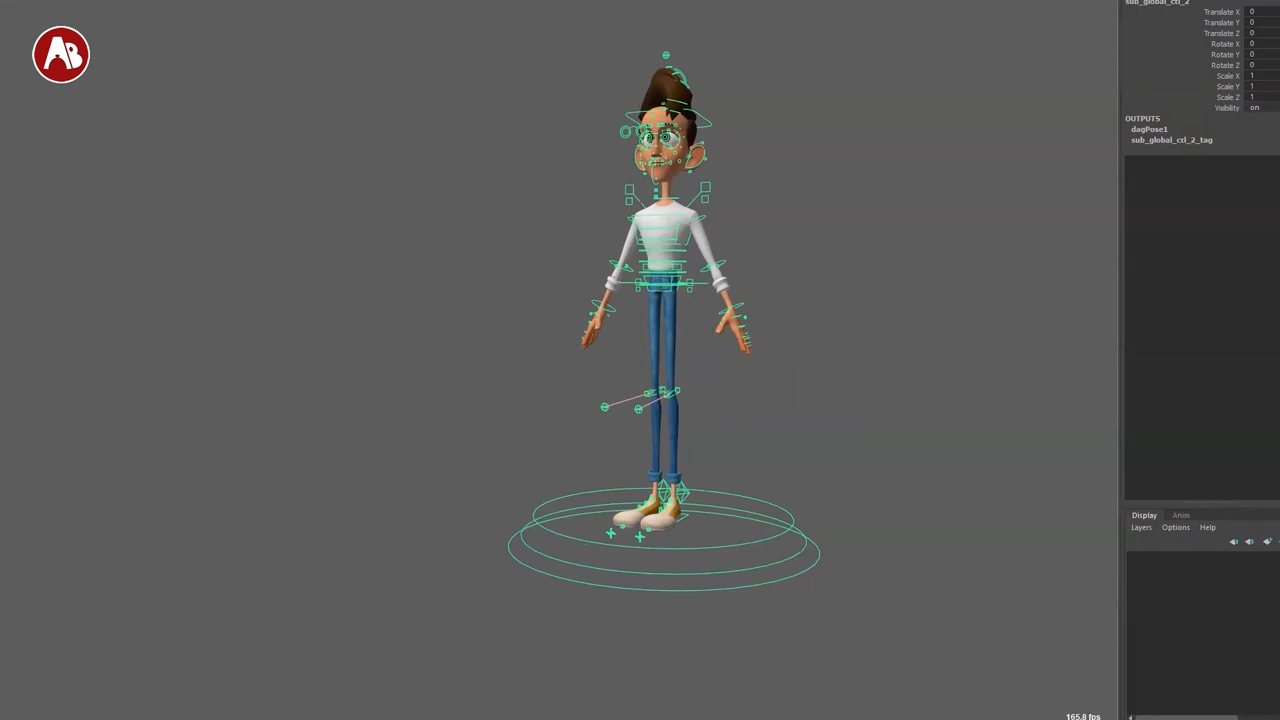 AB
sub_global_ctl_2
Translate X 0
Translate Y 0
Translate Z 0
Rotate X 0
Rotate Y 0
Rotate Z 0
Scale X 1
Scale Y 1
Scale Z 1
Visibility on
OUTPUTS
dagPose1
sub_global_ctl_2_tag
Display Anim
Layers Options Help
165.8 fps